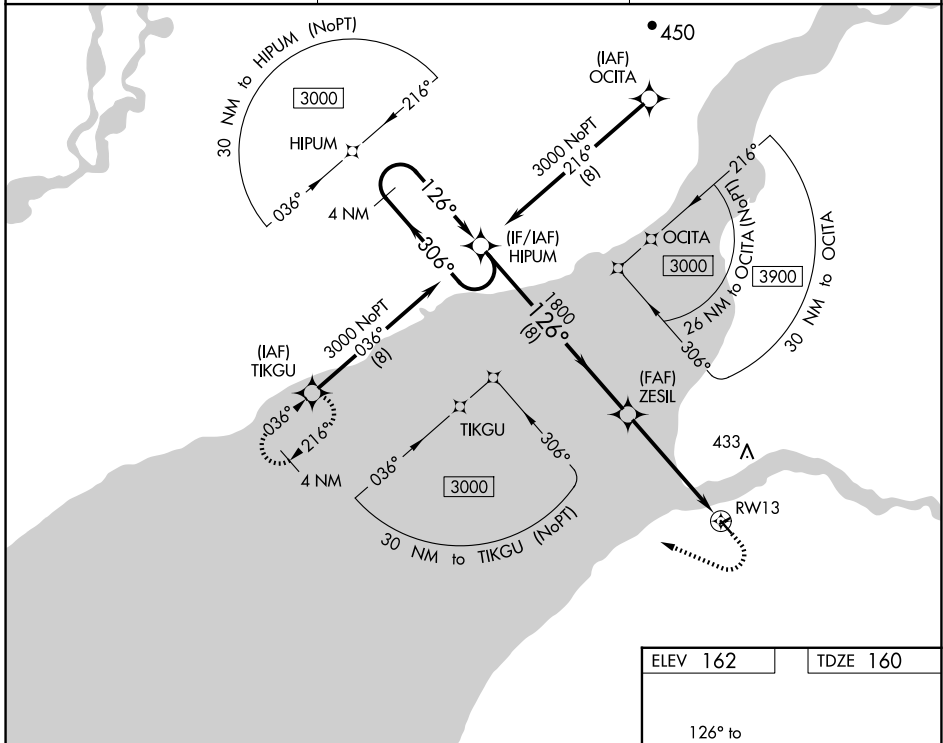 450
(IAF)
OCITA
30 NM to HIPUM (NoPT)
3000
216°
HIPUM
036°
3000 NoPT
216°
(8)
4 NM
126°
306°
(IF/IAF)
HIPUM
216°
OCITA
3000
26 NM to OCITA (NoPT)
3900
30 NM to OCITA
306°
1800
126°
(8)
3000 NoPT
036°
(8)
(IAF)
TIKGU
036°
216°
4 NM
(FAF)
ZESIL
TIKGU
036°
306°
3000
30 NM to TIKGU (NoPT)
433
RW13
ELEV 162
TDZE 160
126° to